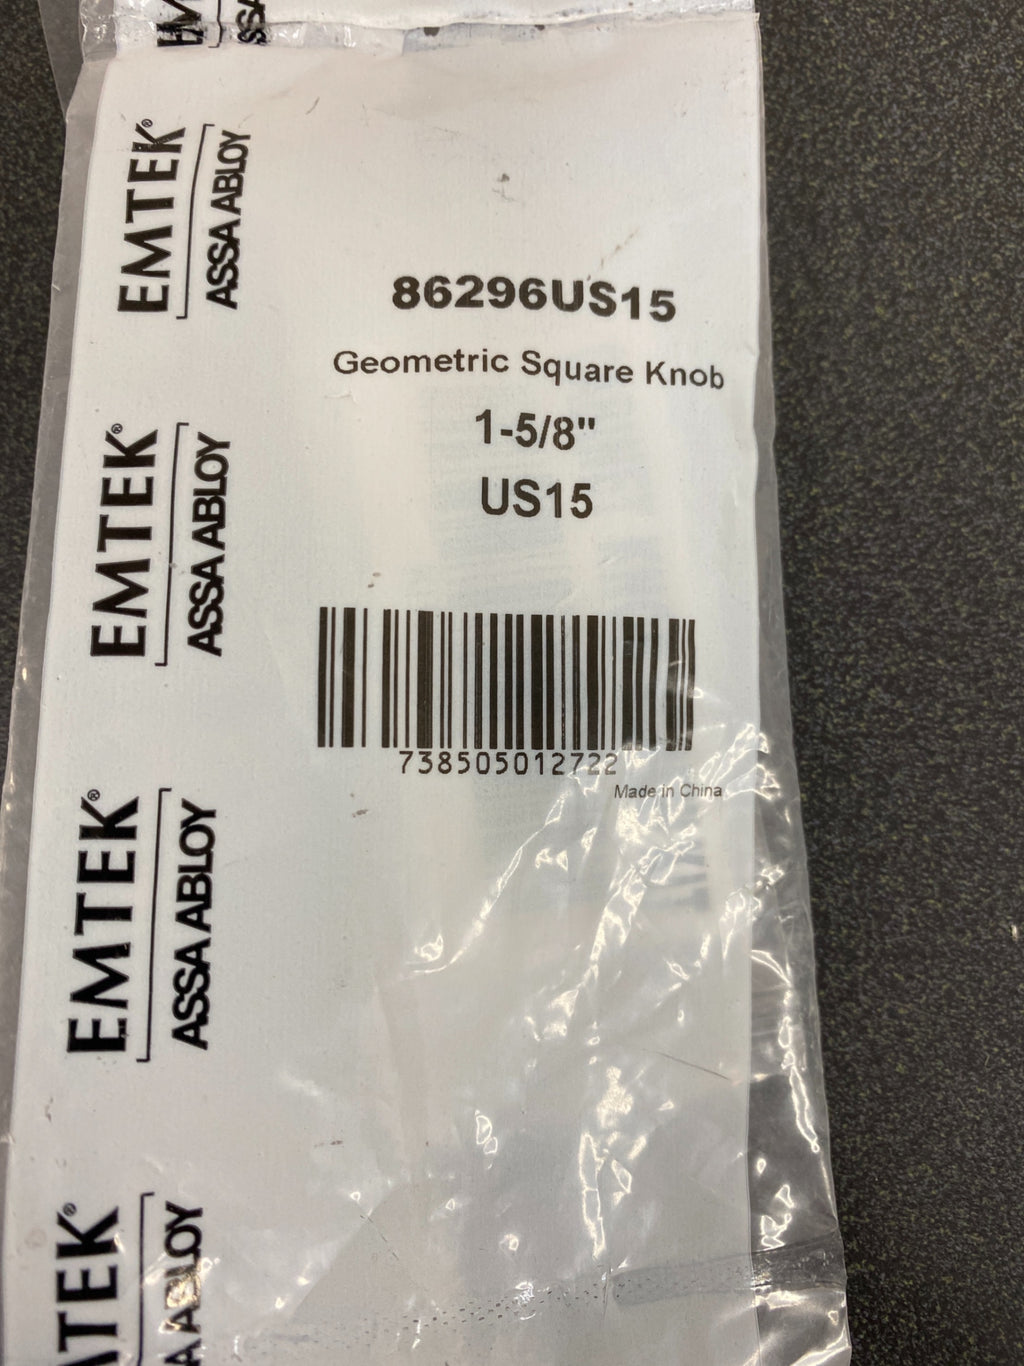 86296US15
Geometric Square Knob
1-5/8"
US15
738505012722
Made in China
EMTEK®
ASSA ABLOY
EMTEK®
ASSA ABLOY
EMTEK®
ASSA ABLOY
EMTEK®
ASSA ABLOY